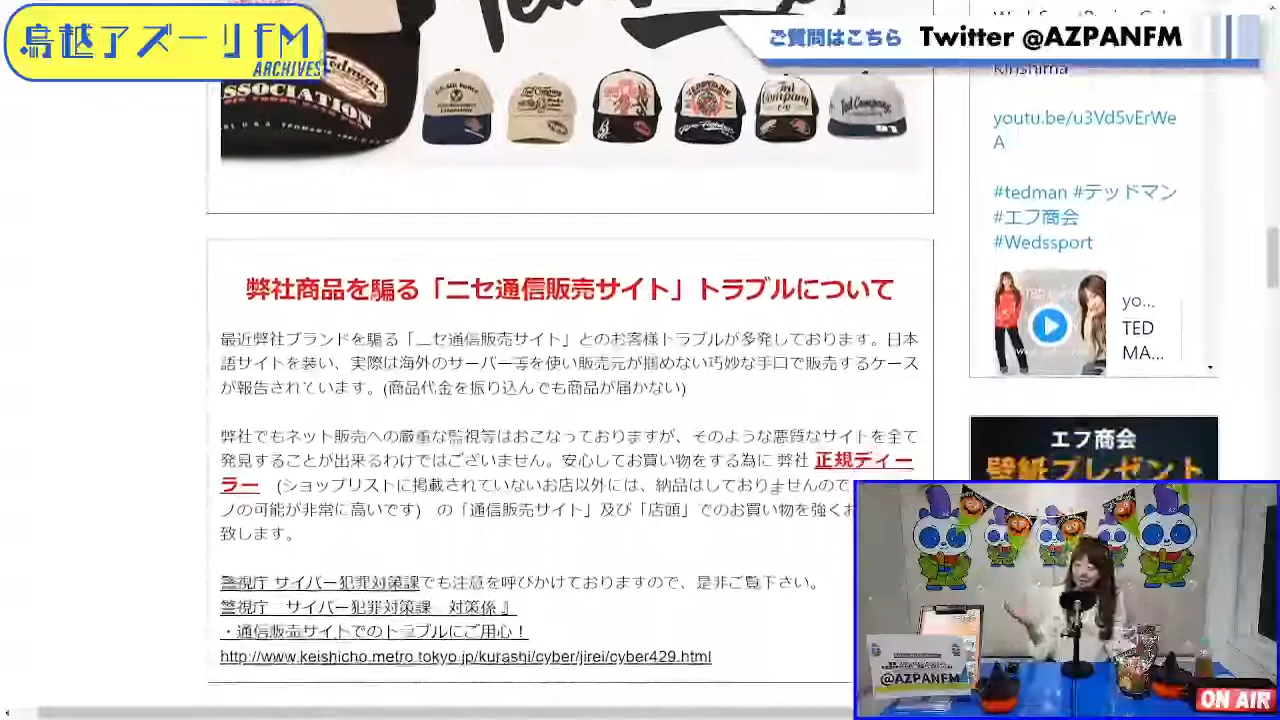 鳥越アズーリFM
ARCHIVES
ご質問はこちら Twitter @AZPANFM
SSOCIATION
Ted Company
youtu.be/u3Vd5vErWe
A
#tedman #テッドマン
#エフ商会
#Wedssport
yo...
TED
MA...
弊社商品を騙る「ニセ通信販売サイト」トラブルについて
最近弊社ブランドを騙る「ニセ通信販売サイト」とのお客様トラブルが多発しております。日本
語サイトを装い、実際は海外のサーバー等を使い販売元が掴めない巧妙な手口で販売するケース
が報告されています。(商品代金を振り込んでも商品が届かない)
弊社でもネット販売への厳重な監視等はおこなっておりますが、そのような悪質なサイトを全て
発見することが出来るわけではございません。安心してお買い物をする為に 弊社 正規ディー
ラー (ショップリストに掲載されていないお店以外には、納品はしておりませんので
ノの可能が非常に高いです) の「通信販売サイト」及び「店頭」でのお買い物を強くお
致します。
警視庁 サイバー犯罪対策課でも注意を呼びかけておりますので、是非ご覧下さい。
警視庁 サイバー犯罪対策課 対策係 』
・通信販売サイトでのトラブルにご用心！
http://www.keishicho.metro.tokyo.jp/kurashi/cyber/jirei/cyber429.html
エフ商会
壁紙プレゼント
@AZPANFM
ON AIR